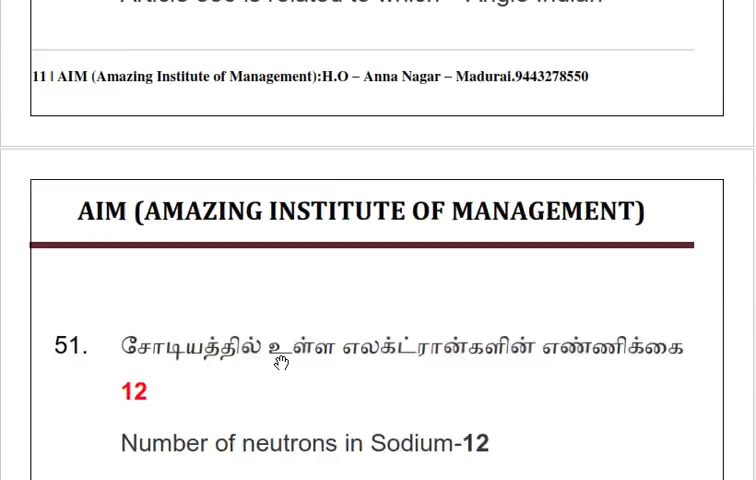 11 | AIM (Amazing Institute of Management):H.O – Anna Nagar – Madurai.9443278550
AIM (AMAZING INSTITUTE OF MANAGEMENT)
51. சோடியத்தில் உள்ள எலக்ட்ரான்களின் எண்ணிக்கை
12
Number of neutrons in Sodium-12